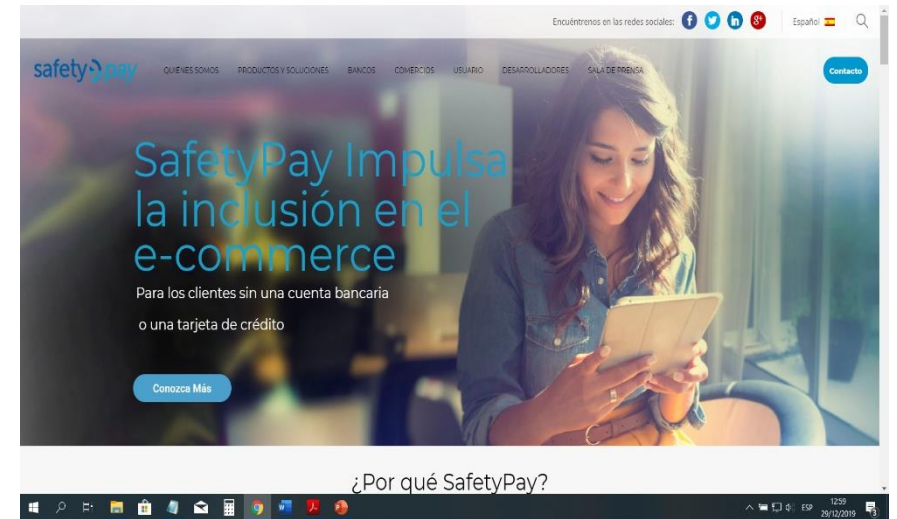 Encuéntrenos en las redes sociales:
Español
safetypay
QUIÉNES SOMOS PRODUCTOS Y SOLUCIONES BANCOS COMERCIOS USUARIO DESARROLLADORES SALA DE PRENSA
Contacto
SafetyPay Impulsa
la inclusión en el
e-commerce
Para los clientes sin una cuenta bancaria
o una tarjeta de crédito
Conozca Más
¿Por qué SafetyPay?
ESP
12:59
29/12/2019